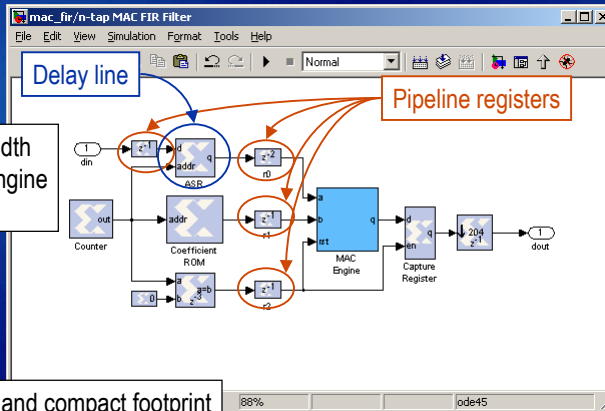 mac_fir/n-tap MAC FIR Filter
File Edit View Simulation Format Tools Help
Normal
Delay line
Pipeline registers
dth
ngine
1
din
z-1
d
addr
q
ASR
z-2
r0
out
Counter
addr
Coefficient
ROM
z-1
r1
a
b
rst
q
MAC
Engine
d
en
q
Capture
Register
↓ 204
z-1
1
dout
0
a
b
a=b
z-3
z-1
r2
and compact footprint
88%
ode45